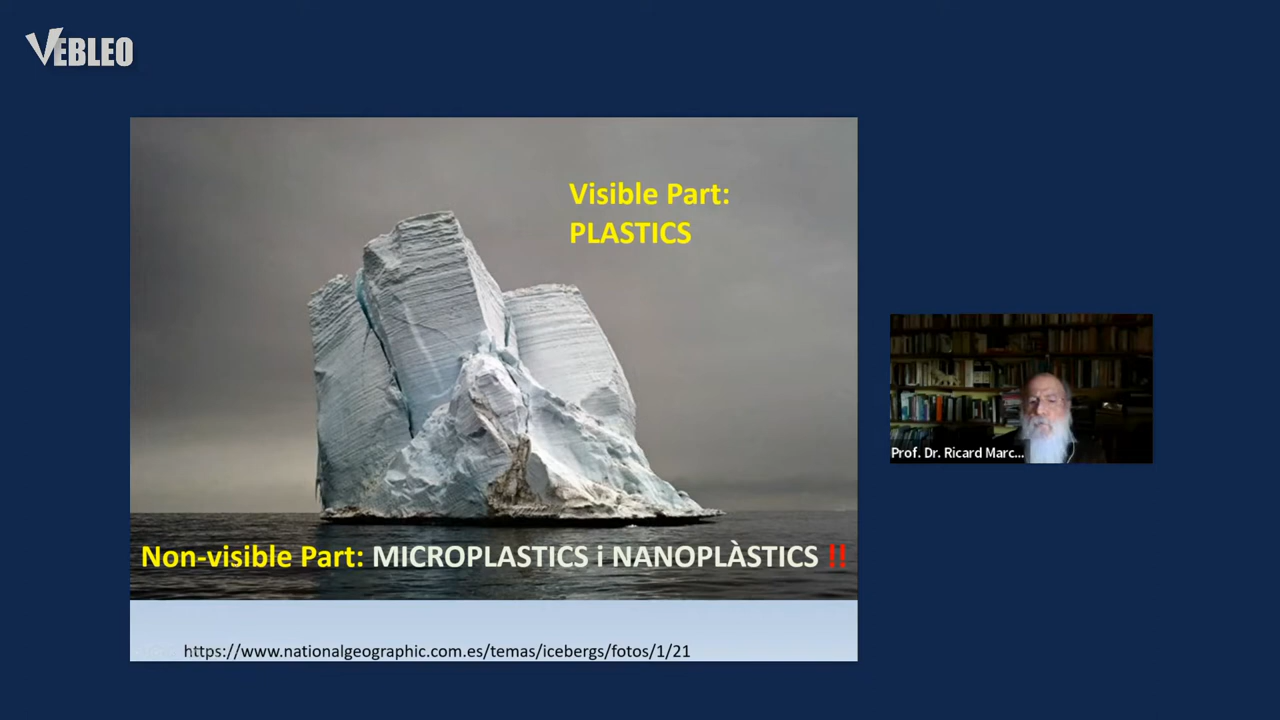 VEBLEO
Visible Part:
PLASTICS
Non-visible Part: MICROPLASTICS i NANOPLÀSTICS !!
https://www.nationalgeographic.com.es/temas/icebergs/fotos/1/21
Prof. Dr. Ricard Marc...